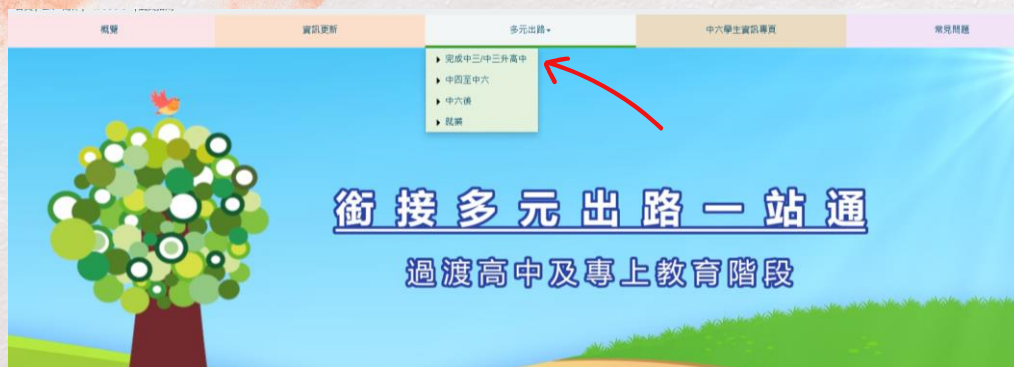 概覽
資訊更新
多元出路
中六學生資訊專頁
常見問題
完成中三/中三升高中
中四至中六
中六後
就業
銜接多元出路一站通
過渡高中及專上教育階段